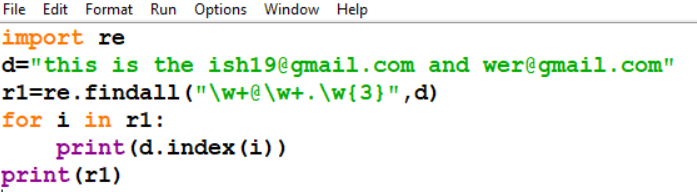 File Edit Format Run Options Window Help
import re
d="this is the ish19@gmail.com and wer@gmail.com"
r1=re.findall("\w+@\w+.\w{3}",d)
for i in r1:
    print(d.index(i))
print(r1)